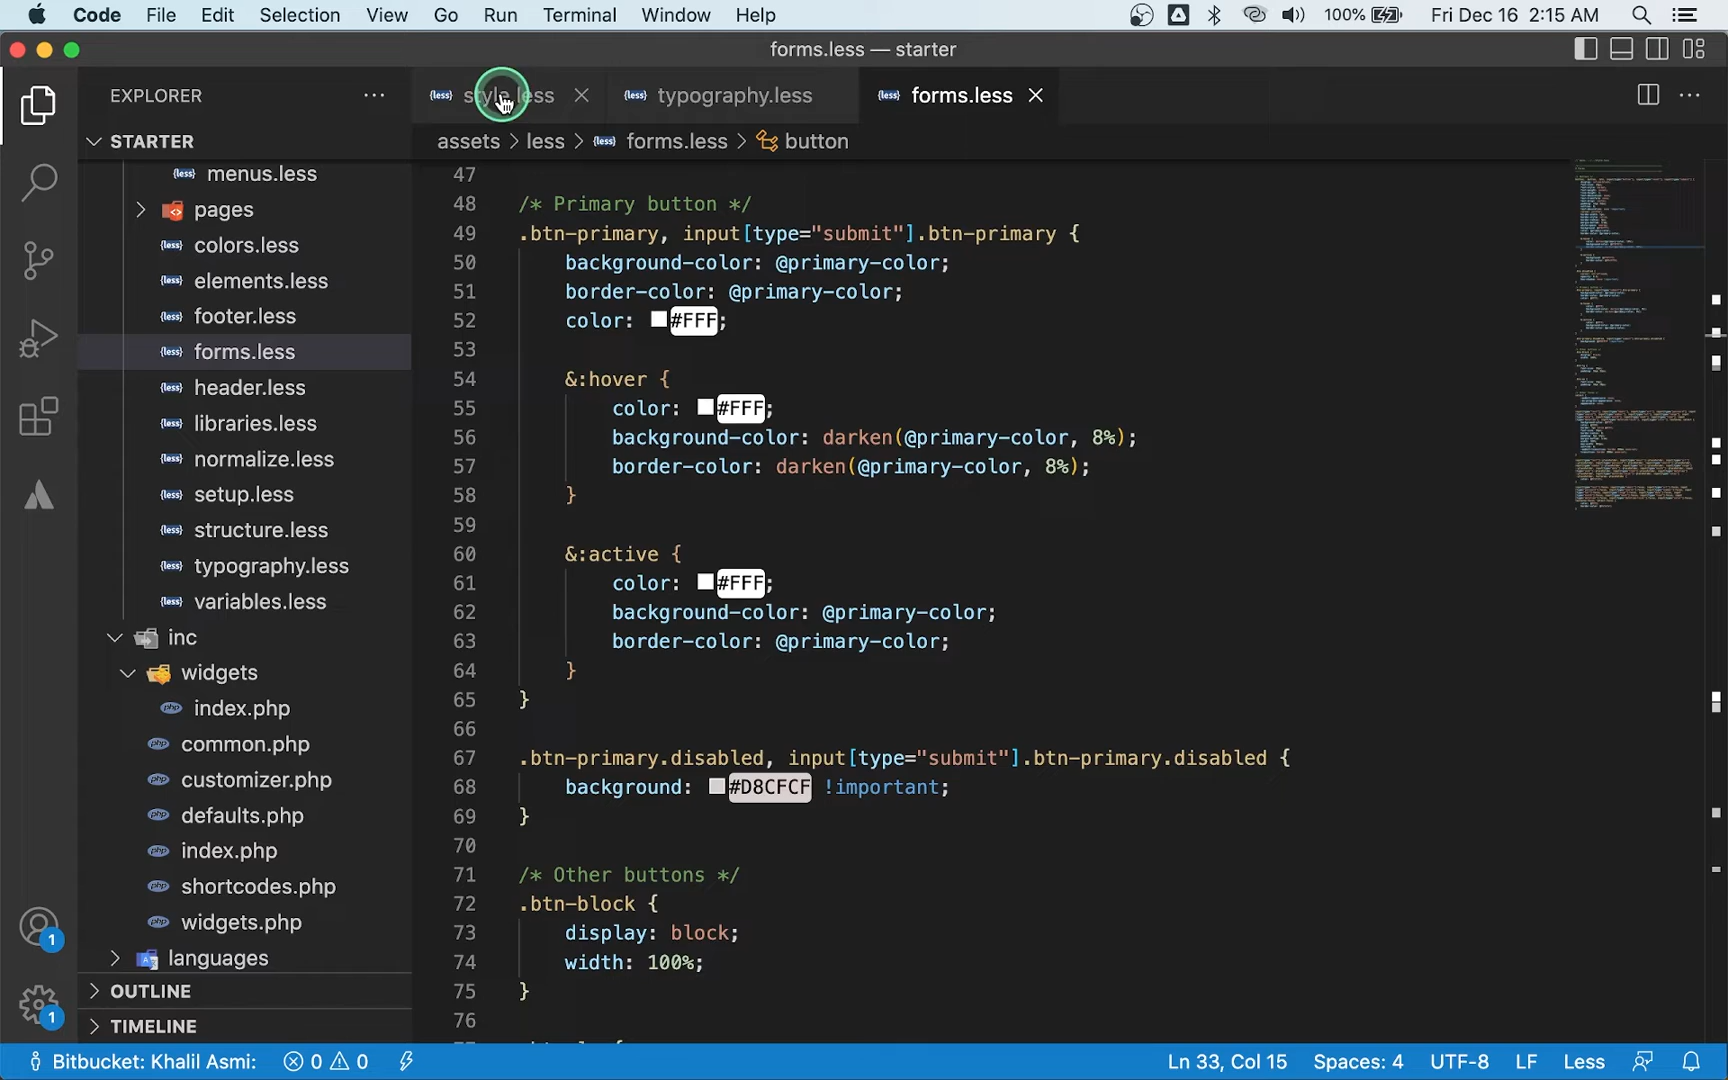 Code File Edit Selection View Go Run Terminal Window Help 100% Fri Dec 16 2:15 AM
forms.less — starter
EXPLORER
style.less
typography.less
forms.less
STARTER
assets > less > forms.less > button
menus.less
pages
colors.less
elements.less
footer.less
forms.less
header.less
libraries.less
normalize.less
setup.less
structure.less
typography.less
variables.less
inc
widgets
index.php
common.php
customizer.php
defaults.php
index.php
shortcodes.php
widgets.php
languages
OUTLINE
TIMELINE
47
48 /* Primary button */
49 .btn-primary, input[type="submit"].btn-primary {
50 background-color: @primary-color;
51 border-color: @primary-color;
52 color: #FFF;
53
54 &:hover {
55 color: #FFF;
56 background-color: darken(@primary-color, 8%);
57 border-color: darken(@primary-color, 8%);
58 }
59
60 &:active {
61 color: #FFF;
62 background-color: @primary-color;
63 border-color: @primary-color;
64 }
65 }
66
67 .btn-primary.disabled, input[type="submit"].btn-primary.disabled {
68 background: #D8CFCF !important;
69 }
70
71 /* Other buttons */
72 .btn-block {
73 display: block;
74 width: 100%;
75 }
76
1
1
Bitbucket: Khalil Asmi: 0 0 Ln 33, Col 15 Spaces: 4 UTF-8 LF Less